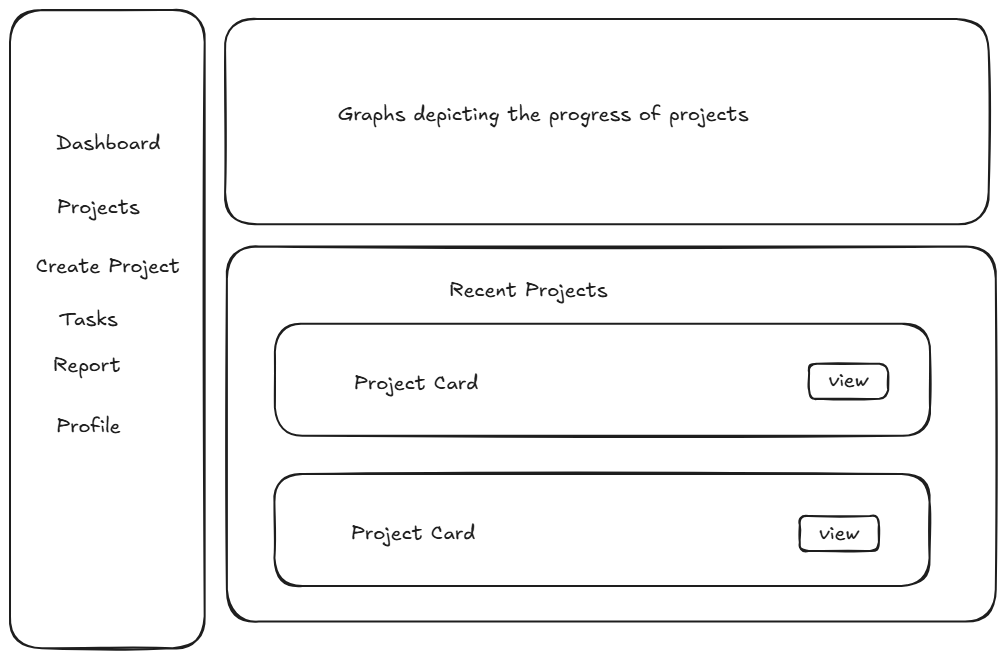 Dashboard
Projects
Create Project
Tasks
Report
Profile
Graphs depicting the progress of projects
Recent Projects
Project Card
view
Project Card
view